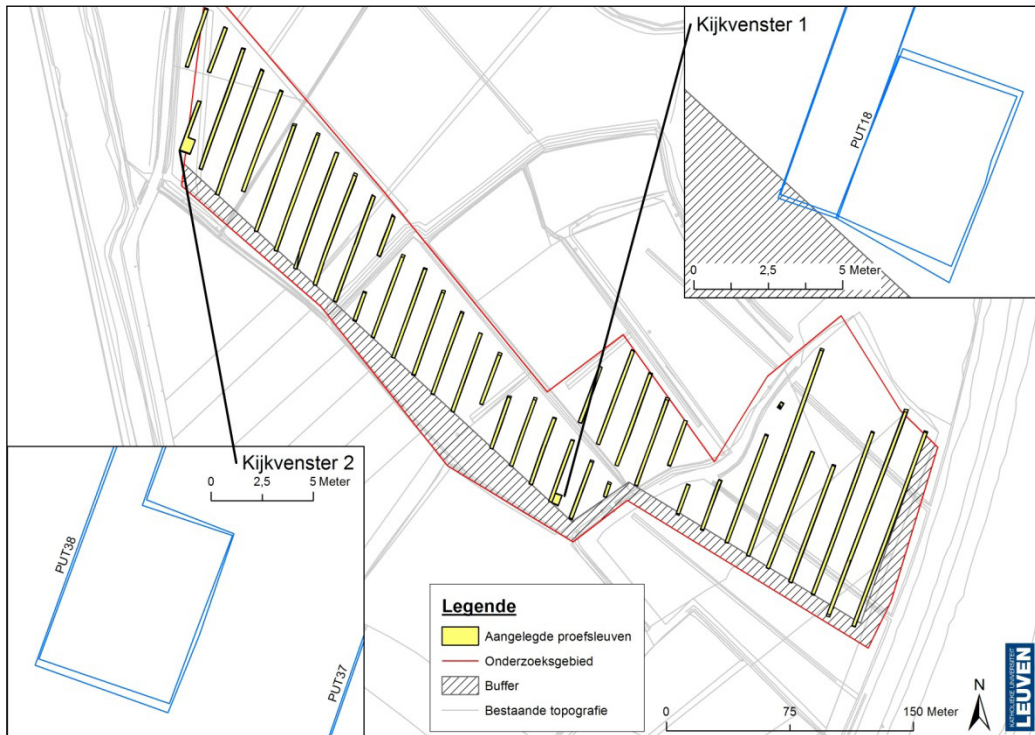 Kijkvenster 1
PUT18
0 2,5 5 Meter
Kijkvenster 2
0 2,5 5 Meter
PUT38
PUT37
Legende
Aangelegde proefsleuven
Onderzoeksgebied
Buffer
Bestaande topografie
0 75 150 Meter
N
KATHOLIEKE UNIVERSITEIT
LEUVEN